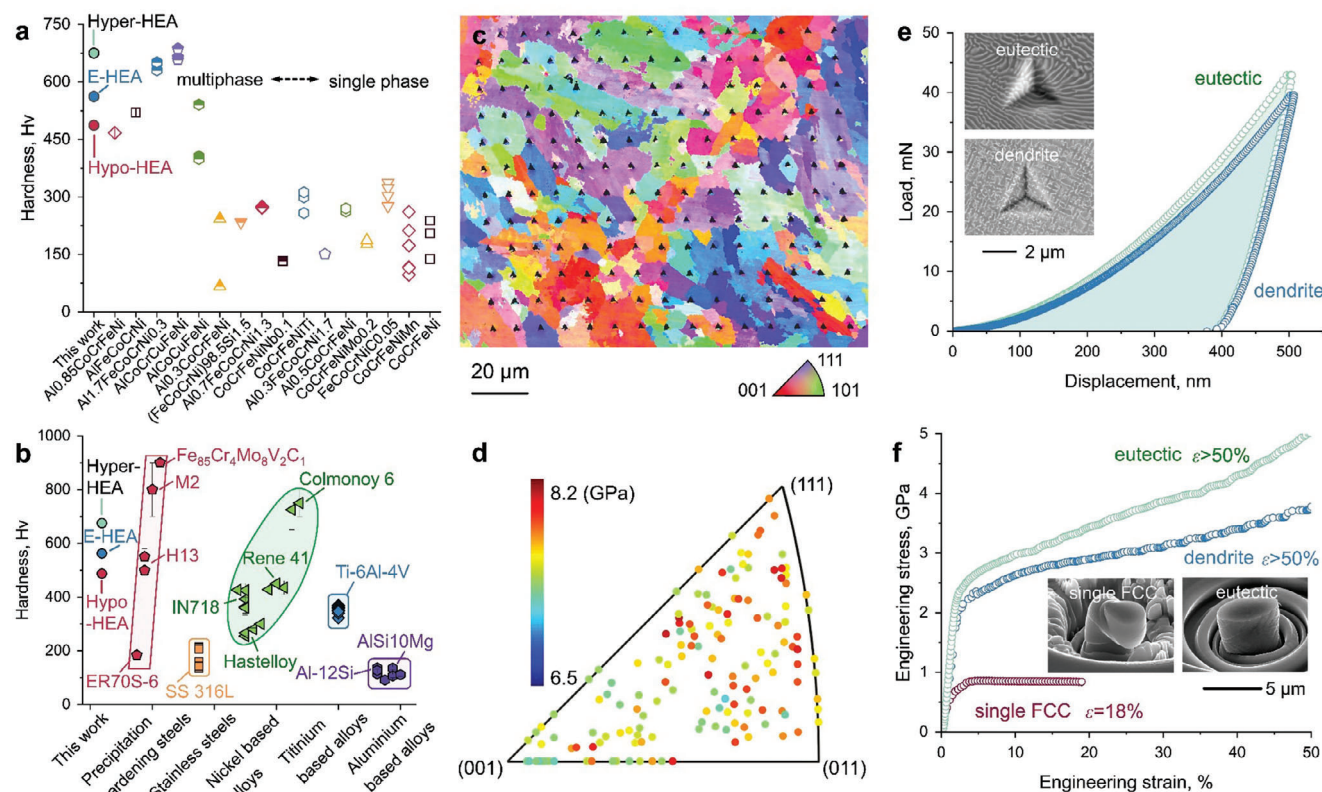 a
750
600
450
300
150
0
Hardness, Hv
Hyper-HEA
E-HEA
Hypo-HEA
multiphase
single phase
This work
Al0.85CoCrFeNi
AlFeCoCrNi
Al1.7FeCoCrNi0.3
AlCoCrCuFeNi
AlCoCuFeNi
Al0.3CoCrFeNi
(FeCoCrNi)98.5Si1.5
Al0.7FeCoCrNi1.3
CoCrFeNiNb0.1
CoCrFeNiTi
Al0.3FeCoCrNi1.7
Al0.5CoCrFeNi
CoCrFeNiMo0.2
FeCoCrNiC0.05
CoCrFeNiMn
CoCrFeNi
b
1000
800
600
400
200
0
Hardness, Hv
Hyper-
HEA
E-HEA
Hypo
-HEA
Fe85Cr4Mo8V2C1
M2
H13
ER70S-6
SS 316L
Colmonoy 6
Rene 41
IN718
Hastelloy
Ti-6Al-4V
AlSi10Mg
Al-12Si
This work
Precipitation
ardening steels
Stainless steels
Nickel based
lloys
Titinium
based alloys
Aluminium
based alloys
c
20 µm
111
001
101
d
8.2 (GPa)
6.5
(111)
(001)
(011)
e
50
40
30
20
10
0
Load, mN
eutectic
dendrite
2 µm
eutectic
dendrite
0
100
200
300
400
500
Displacement, nm
f
5
4
3
2
1
0
Engineering stress, GPa
eutectic ε>50%
dendrite ε>50%
single FCC
eutectic
5 µm
single FCC ε=18%
0
10
20
30
40
50
Engineering strain, %